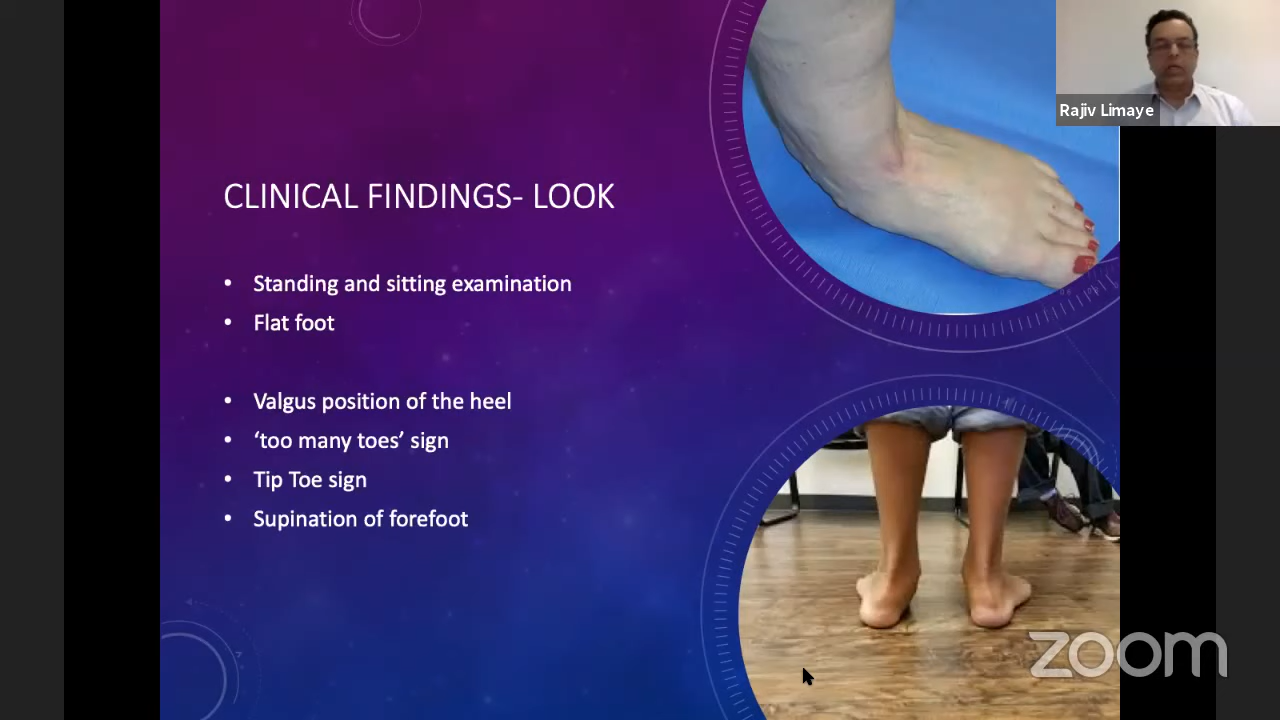 Rajiv Limaye
CLINICAL FINDINGS- LOOK
• Standing and sitting examination
• Flat foot
• Valgus position of the heel
• ‘too many toes’ sign
• Tip Toe sign
• Supination of forefoot
zoom